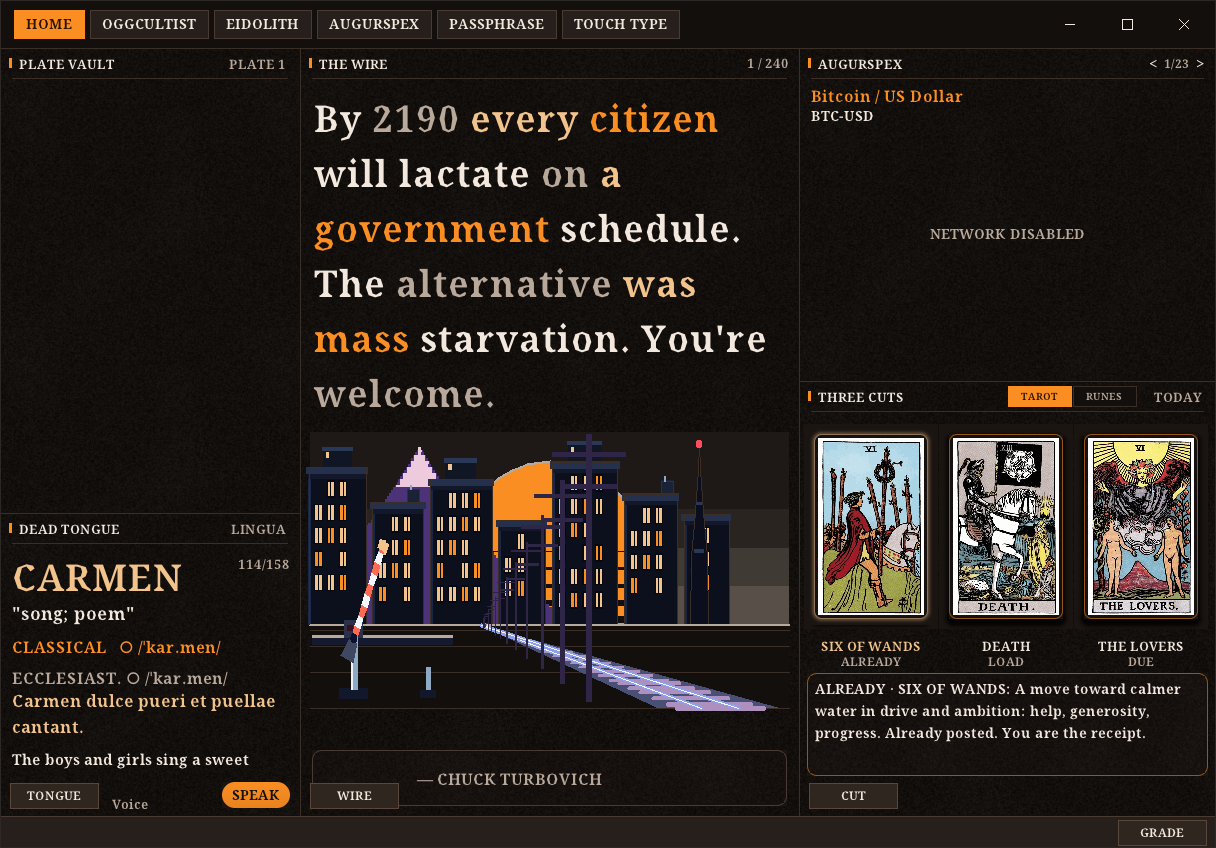 HOME
OGGCULTIST
EIDOLITH
AUGURSPEX
PASSPHRASE
TOUCH TYPE
PLATE VAULT
PLATE 1
DEAD TONGUE
LINGUA
CARMEN
114/158
"song; poem"
CLASSICAL
/ˈkar.men/
ECCLESIAST.
/ˈkar.men/
Carmen dulce pueri et puellae
cantant.
The boys and girls sing a sweet
TONGUE
Voice
SPEAK
THE WIRE
1 / 240
By 2190 every citizen
will lactate on a
government schedule.
The alternative was
mass starvation. You're
welcome.
— CHUCK TURBOVICH
WIRE
AUGURSPEX
< 1/23 >
Bitcoin / US Dollar
BTC-USD
NETWORK DISABLED
THREE CUTS
TAROT
RUNES
TODAY
VI
XIII
VI
DEATH.
THE LOVERS.
SIX OF WANDS
ALREADY
DEATH
LOAD
THE LOVERS
DUE
ALREADY · SIX OF WANDS: A move toward calmer
water in drive and ambition: help, generosity,
progress. Already posted. You are the receipt.
CUT
GRADE